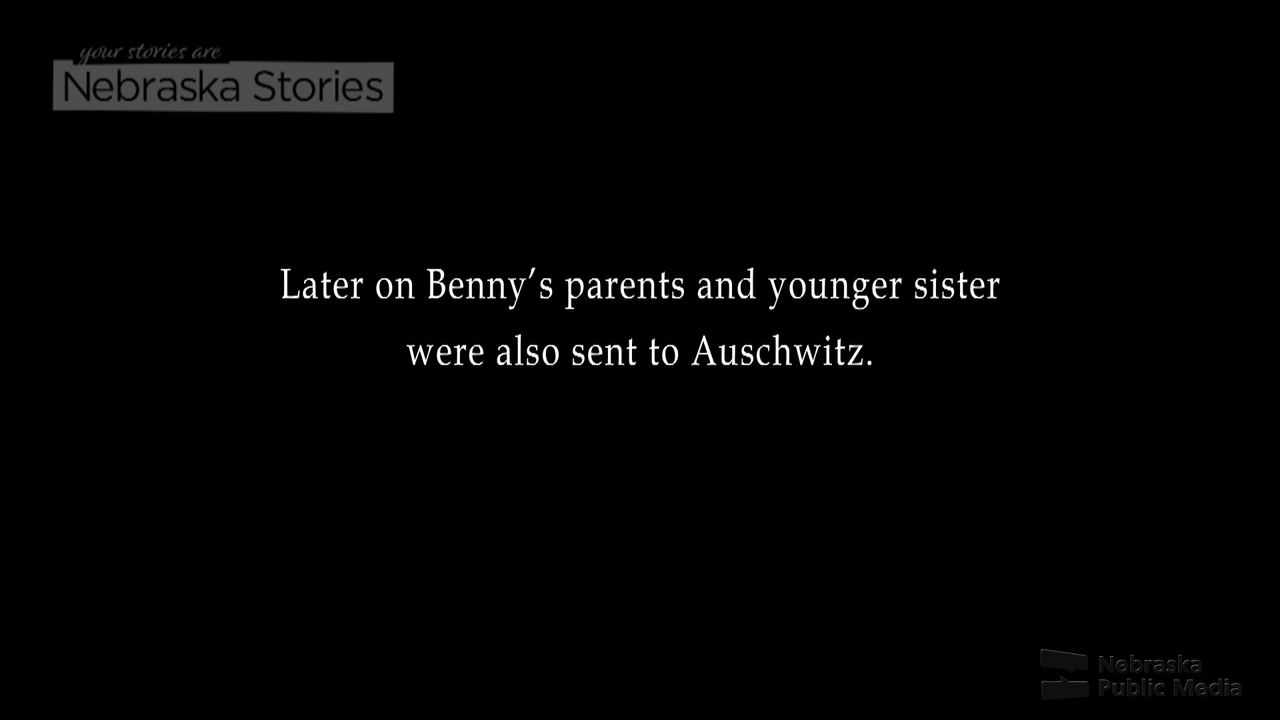 your stories are
Nebraska Stories
Later on Benny’s parents and younger sister
were also sent to Auschwitz.
Nebraska
Public Media